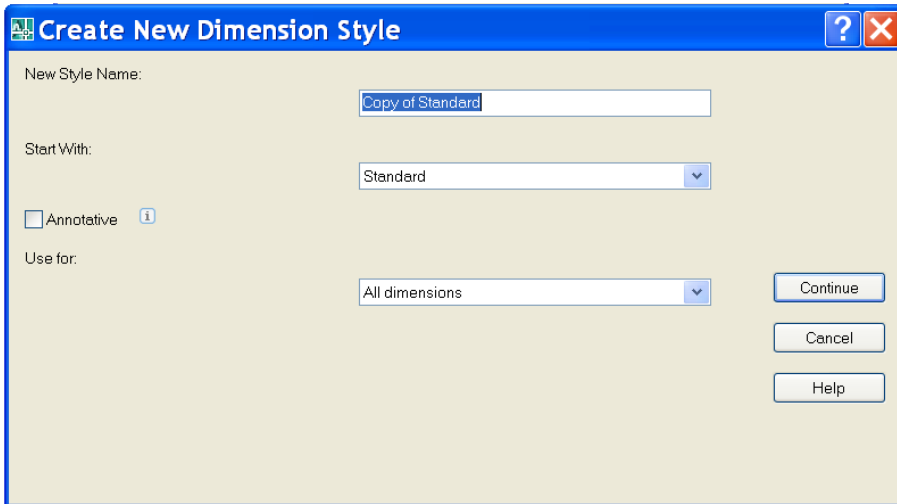 Create New Dimension Style
New Style Name:
Copy of Standard
Start With:
Standard
Annotative
Use for:
All dimensions
Continue
Cancel
Help